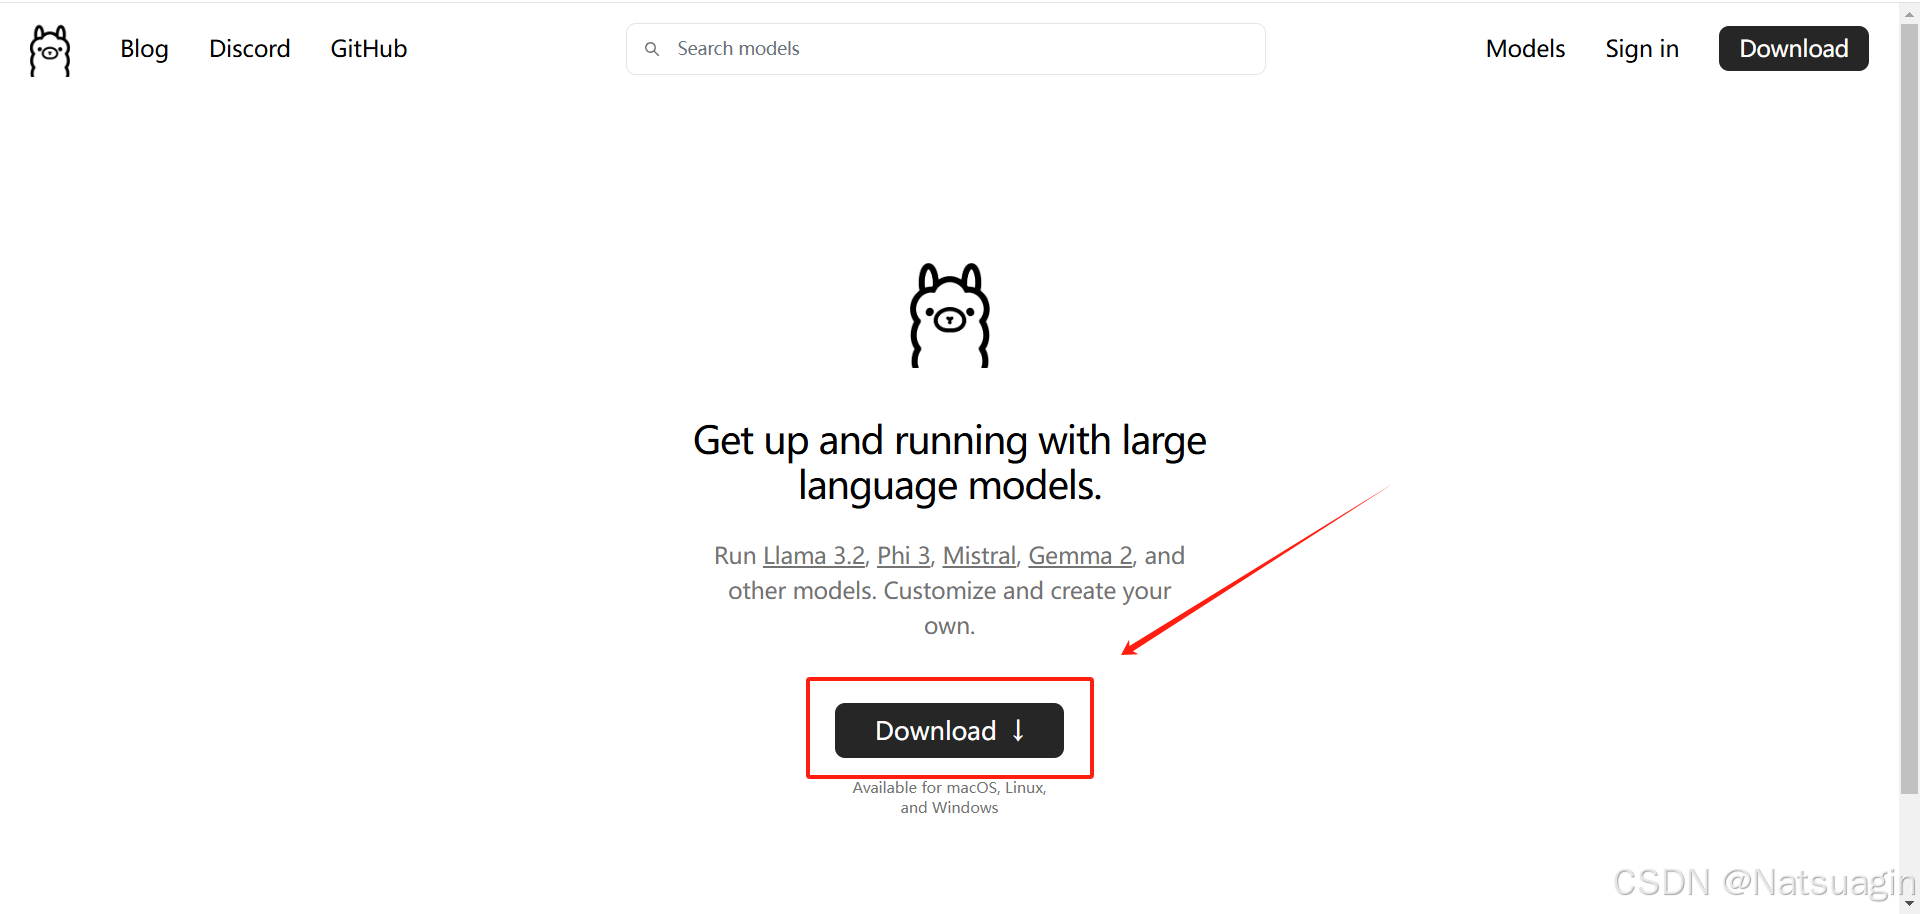 Blog Discord GitHub Search models Models Sign in Download
Get up and running with large
language models.
Run Llama 3.2, Phi 3, Mistral, Gemma 2, and
other models. Customize and create your
own.
Download ↓
Available for macOS, Linux,
and Windows
CSDN @Natsuagin